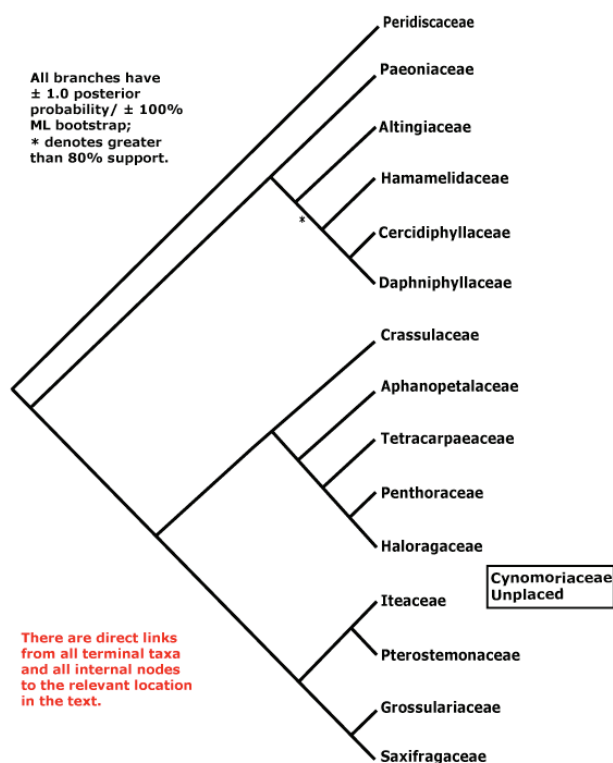 Peridiscaceae
All branches have
± 1.0 posterior
probability/ ± 100%
ML bootstrap;
* denotes greater
than 80% support.
Paeoniaceae
Altingiaceae
Hamamelidaceae
*
Cercidiphyllaceae
Daphniphyllaceae
Crassulaceae
Aphanopetalaceae
Tetracarpaeaceae
Penthoraceae
Haloragaceae
Cynomoriaceae
Unplaced
Iteaceae
There are direct links
from all terminal taxa
and all internal nodes
to the relevant location
in the text.
Pterostemonaceae
Grossulariaceae
Saxifragaceae